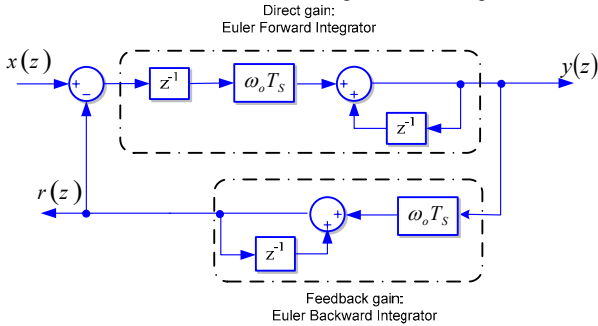 Direct gain:
Euler Forward Integrator
x(z)
+
−
z⁻¹
ωₒTₛ
+
+
y(z)
z⁻¹
r(z)
+
+
ωₒTₛ
z⁻¹
Feedback gain:
Euler Backward Integrator